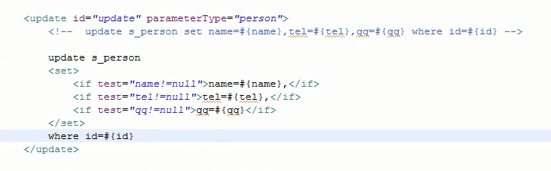 <update id="update" parameterType="person">
<!-- update s_person set name=#{name},tel=#{tel},qq=#{qq} where id=#{id} -->
update s_person
<set>
<if test="name!=null">name=#{name},</if>
<if test="tel!=null">tel=#{tel},</if>
<if test="qq!=null">qq=#{qq}</if>
</set>
where id=#{id}
</update>